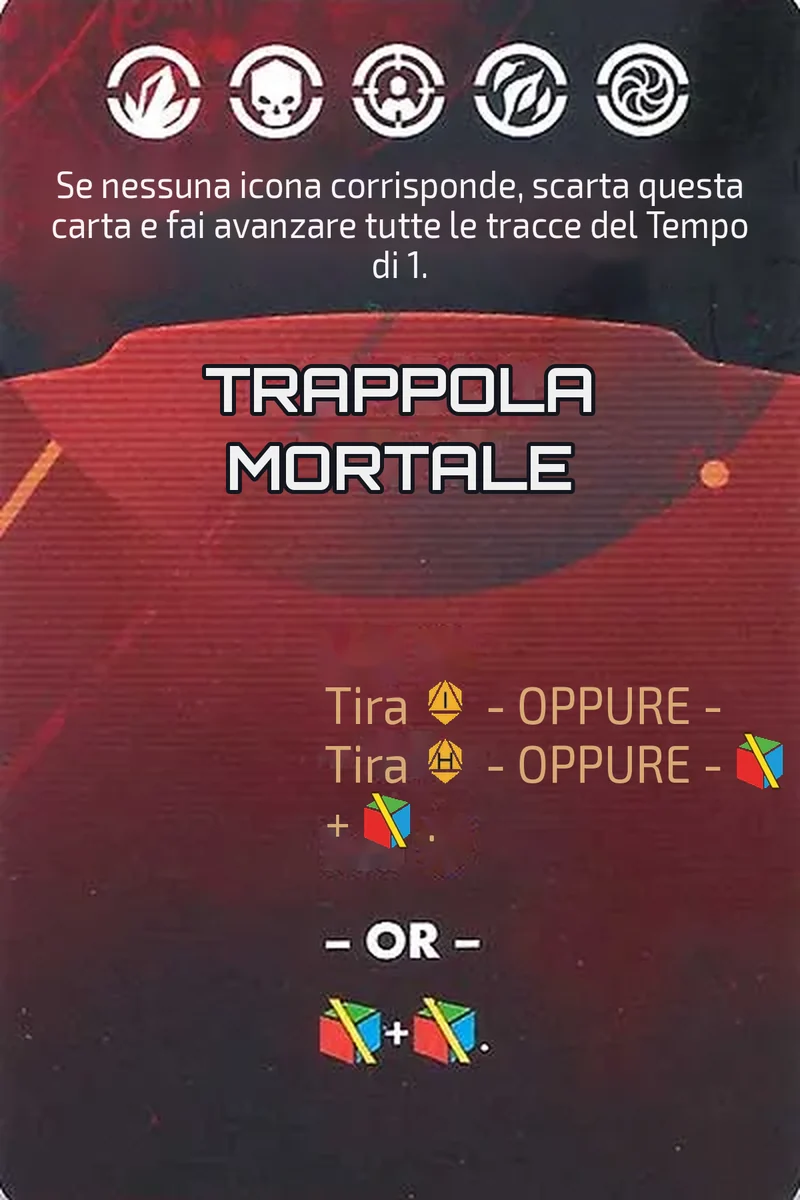 Se nessuna icona corrisponde, scarta questa
carta e fai avanzare tutte le tracce del Tempo
di 1.
TRAPPOLA
MORTALE
Tira I - OPPURE -
Tira H - OPPURE -
+ .
– OR –
+ .